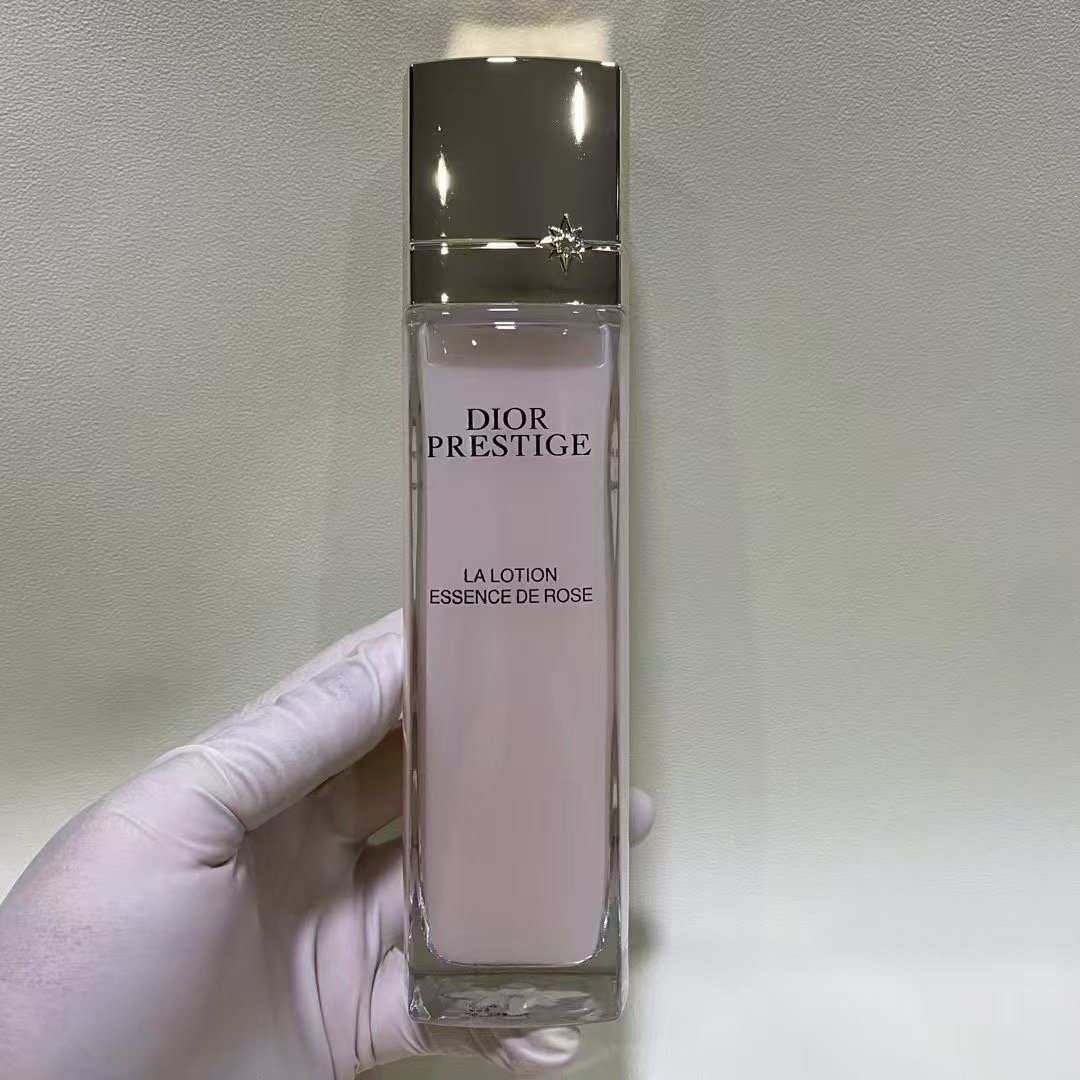 DIOR
PRESTIGE
LA LOTION
ESSENCE DE ROSE